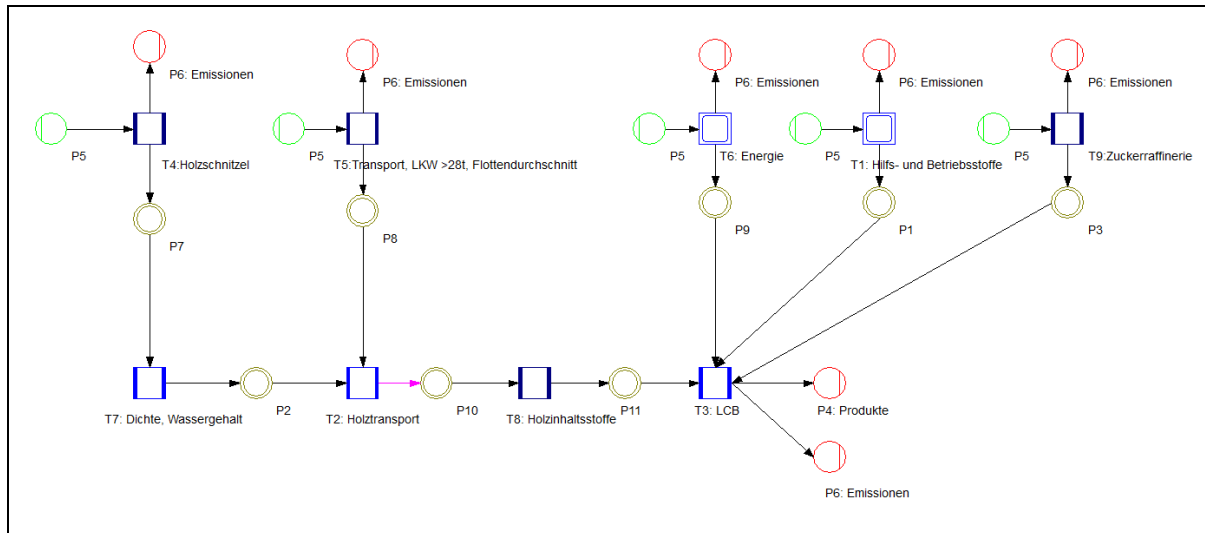 P6: Emissionen
P6: Emissionen
P6: Emissionen
P6: Emissionen
P6: Emissionen
P5
T4:Holzschnitzel
P5
T5:Transport, LKW >28t, Flottendurchschnitt
P5
T6: Energie
P5
T1: Hilfs- und Betriebsstoffe
P5
T9:Zuckerraffinerie
P7
P8
P9
P1
P3
T7: Dichte, Wassergehalt
P2
T2: Holztransport
P10
T8: Holzinhaltsstoffe
P11
T3: LCB
P4: Produkte
P6: Emissionen